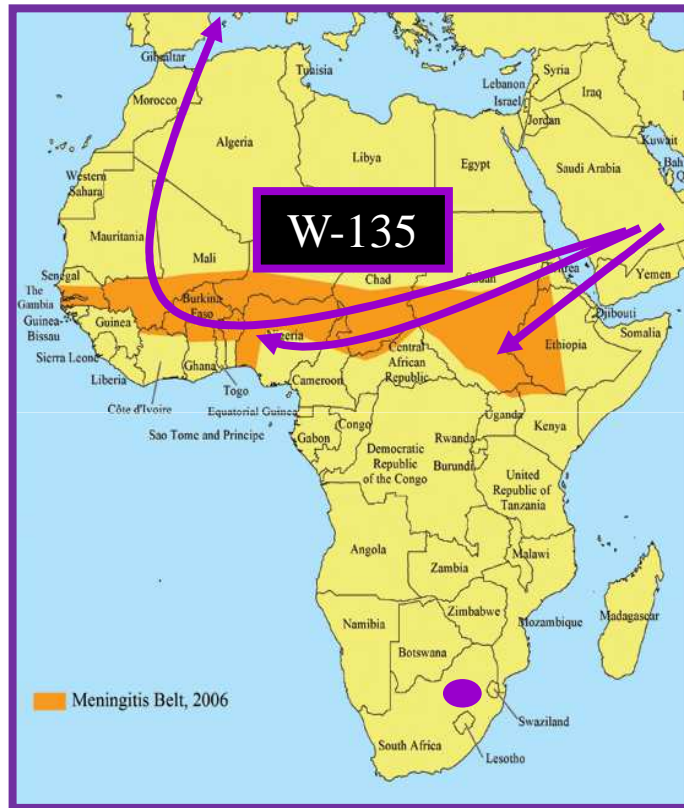 Gibraltar
Tunisia
Morocco
Algeria
Libya
Egypt
Lebanon
Israel
Syria
Iraq
Jordan
Kuwait
Bah
Q
Saudi Arabia
Western
Sahara
Mauritania
Mali
W-135
Chad
Yemen
Senegal
The
Gambia
Guinea-
Bissau
Guinea
Burkina
Faso
Djibouti
Somalia
Ethiopia
Sierra Leone
Liberia
Ghana
Togo
Côte d'Ivoire
Equatorial Guinea
Sao Tome and Principe
Cameroon
Central
African
Republic
Gabon
Congo
Democratic
Republic
of the Congo
Uganda
Kenya
Rwanda
Burundi
United
Republic of
Tanzania
Angola
Zambia
Malawi
Zimbabwe
Mozambique
Madagascar
Namibia
Botswana
Swaziland
South Africa
Lesotho
Meningitis Belt, 2006